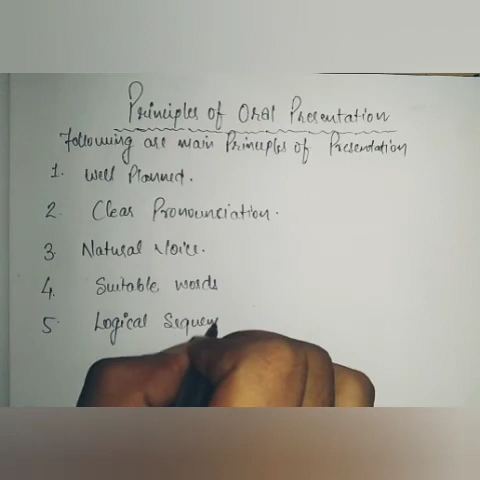 Principles of Oral Presentation
Following are main Principles of Presentation
1. Well Planned.
2. Clear Pronounciation.
3. Natural Voice.
4. Suitable words
5. Logical Sequen